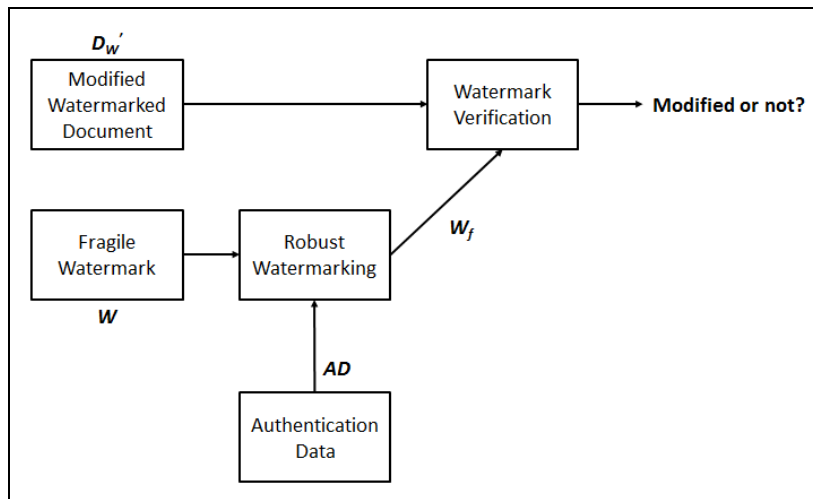 D_W′
Modified
Watermarked
Document
Watermark
Verification
Modified or not?
Fragile
Watermark
W
Robust
Watermarking
W_f
AD
Authentication
Data